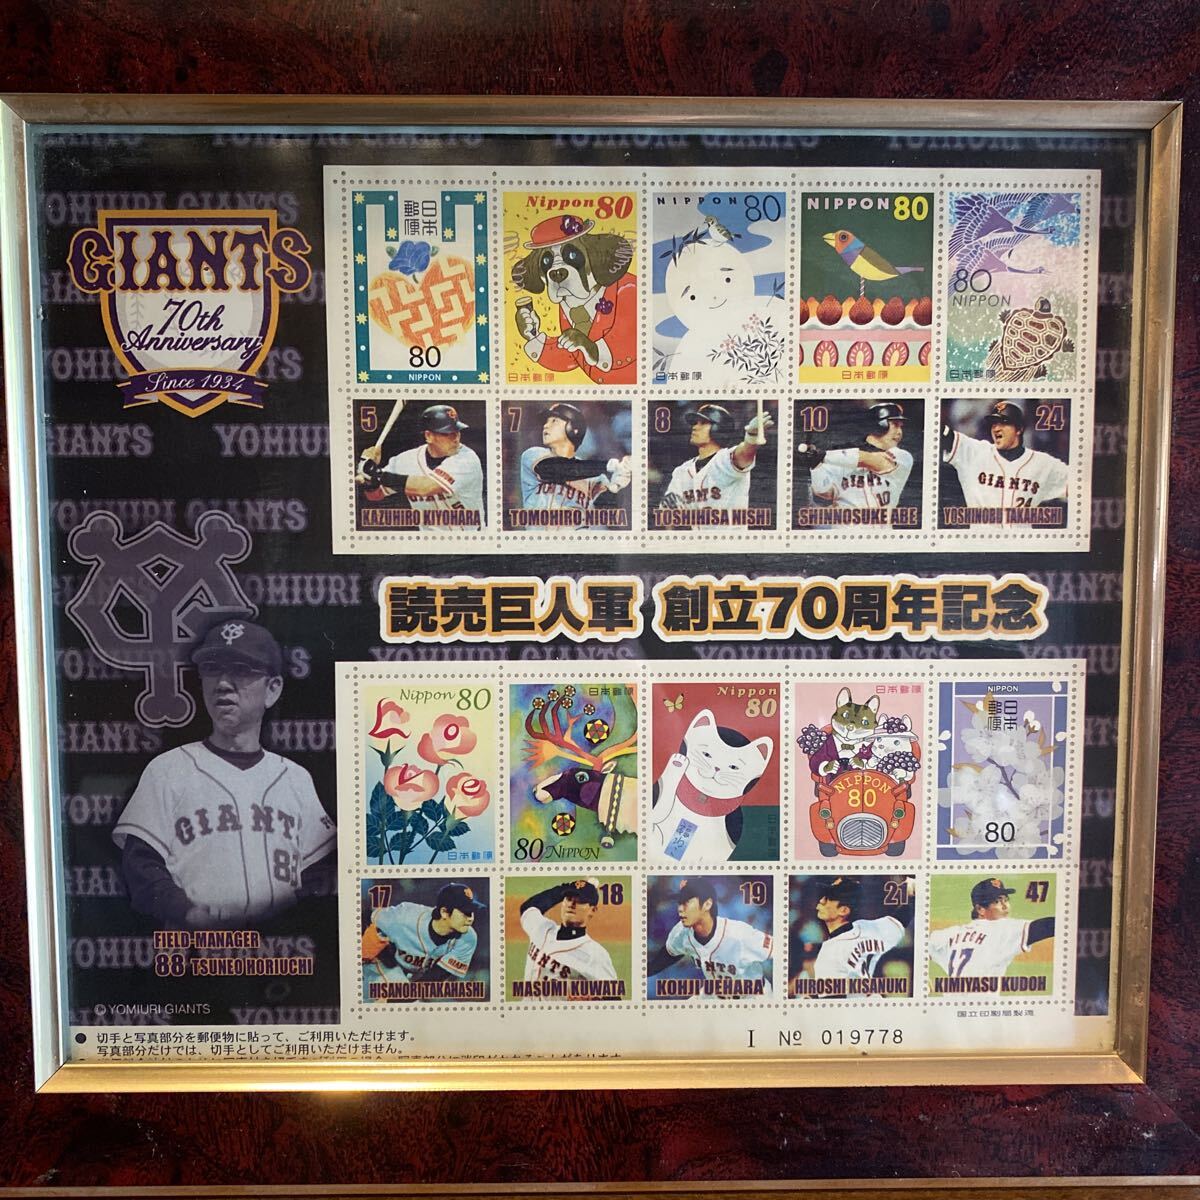 GIANTS
70th
Anniversary
Since 1934
日本郵便
80
NIPPON
Nippon 80
日本郵便
NIPPON 80
日本郵便
NIPPON 80
日本郵便
80
NIPPON
日本郵便
5
KAZUHIRO KIYOHARA
7
TOMOHIRO NIOKA
8
TOSHIHISA NISHI
10
SHINNOSUKE ABE
24
GIANTS
24
YOSHINOBU TAKAHASHI
読売巨人軍 創立70周年記念
YOMIURI GIANTS
Nippon 80
日本郵便
日本郵便
80 NIPPON
Nippon
80
日本郵便
NIPPON
80
NIPPON
日本郵便
80
17
HISANORI TAKAHASHI
18
MASUMI KUWATA
19
KOHJI UEHARA
21
HIROSHI KISANUKI
47
KIMIYASU KUDOH
GIANTS
FIELD-MANAGER
88 TSUNEO HORIUCHI
©YOMIURI GIANTS
国立印刷局製造
● 切手と写真部分を郵便物に貼って、ご利用いただけます。
写真部分だけでは、切手としてご利用いただけません。
I № 019778